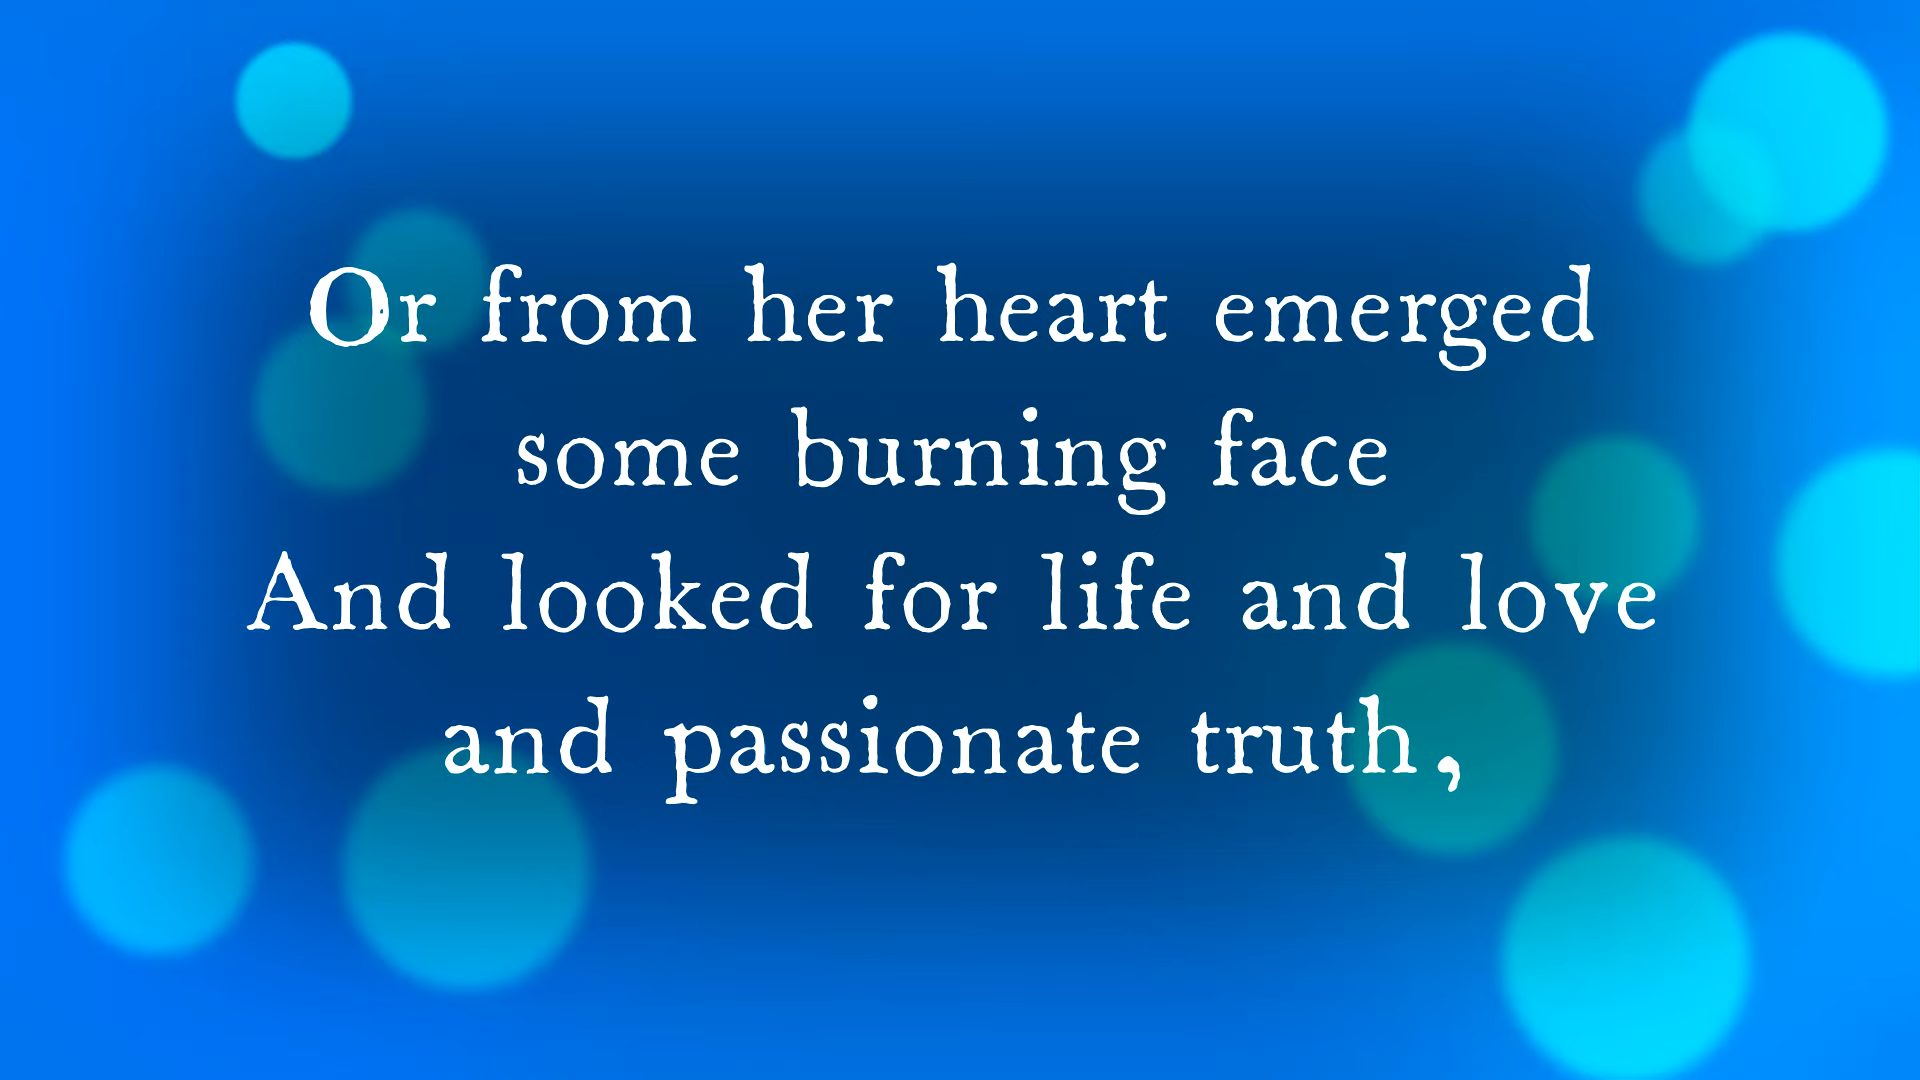 Or from her heart emerged
some burning face
And looked for life and love
and passionate truth,